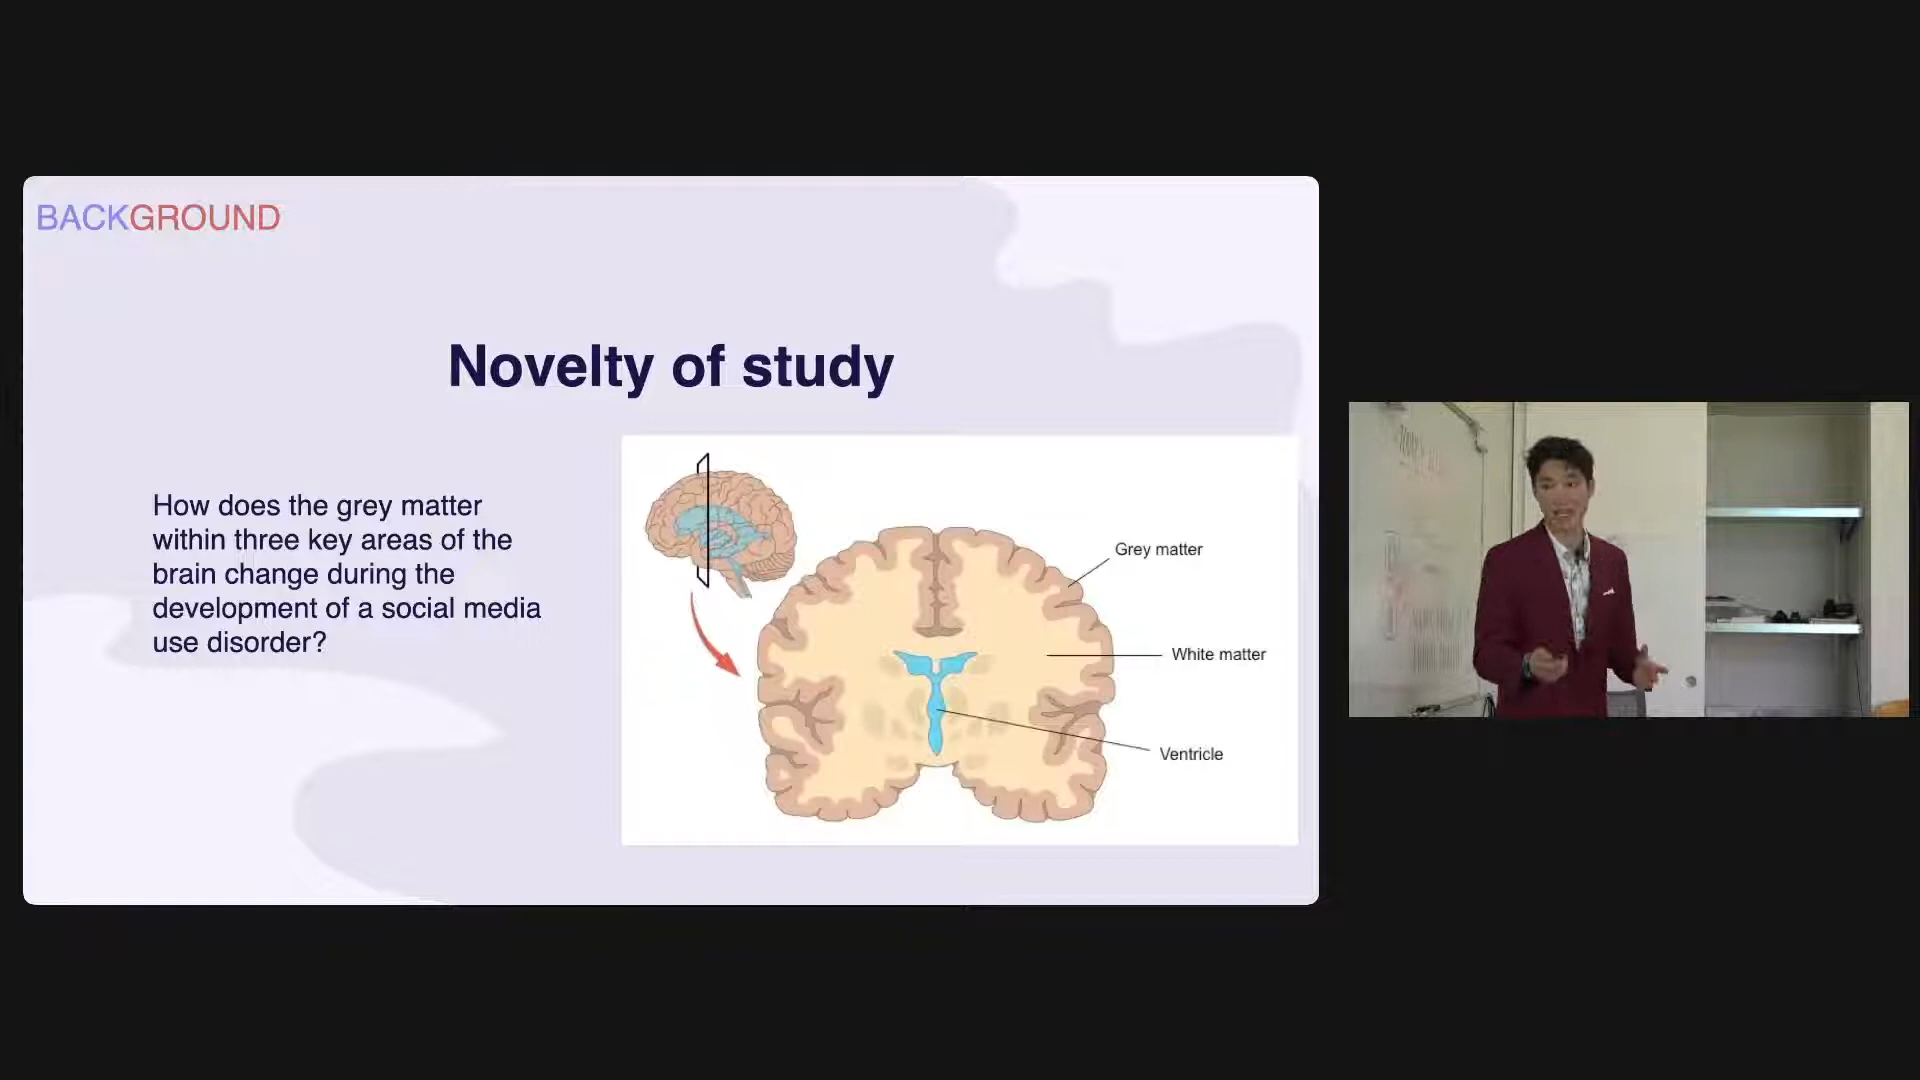 BACKGROUND
Novelty of study
How does the grey matter
within three key areas of the
brain change during the
development of a social media
use disorder?
Grey matter
White matter
Ventricle